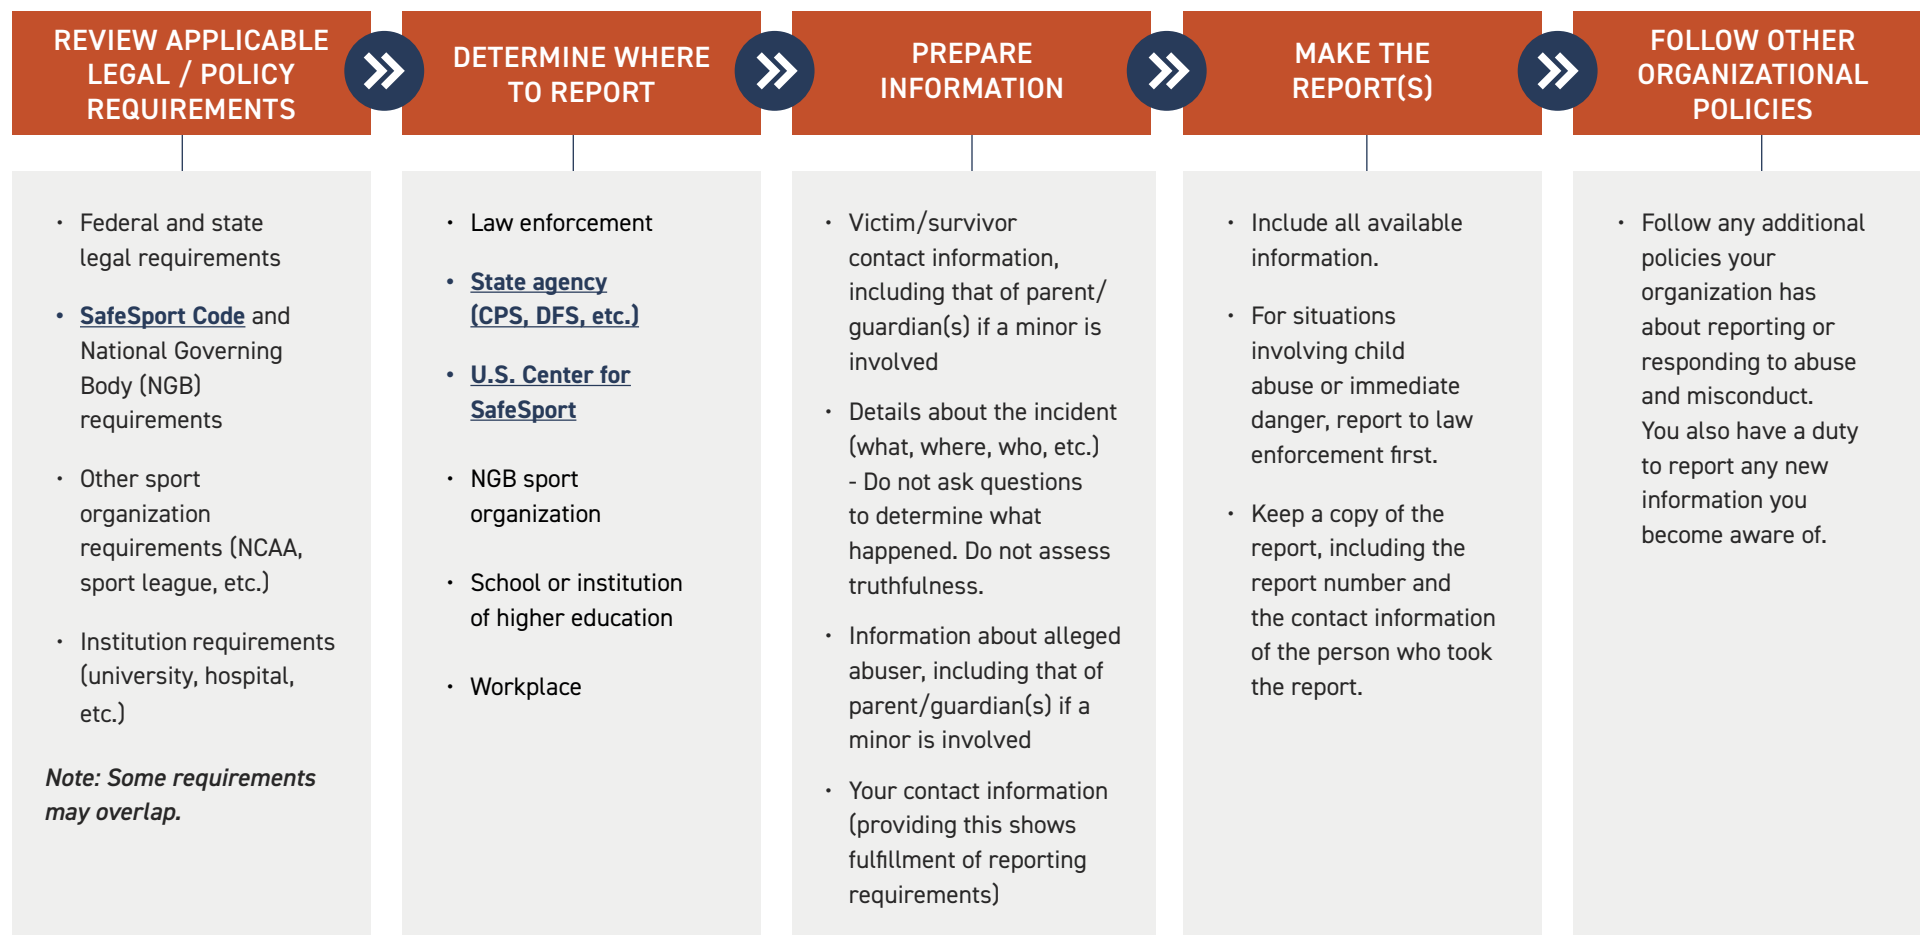 REVIEW APPLICABLE
LEGAL / POLICY
REQUIREMENTS
• Federal and state
legal requirements
• SafeSport Code and
National Governing
Body (NGB)
requirements
• Other sport
organization
requirements (NCAA,
sport league, etc.)
• Institution requirements
(university, hospital,
etc.)
Note: Some requirements
may overlap.
DETERMINE WHERE
TO REPORT
• Law enforcement
• State agency
(CPS, DFS, etc.)
• U.S. Center for
SafeSport
• NGB sport
organization
• School or institution
of higher education
• Workplace
PREPARE
INFORMATION
• Victim/survivor
contact information,
including that of parent/
guardian(s) if a minor is
involved
• Details about the incident
(what, where, who, etc.)
- Do not ask questions
to determine what
happened. Do not assess
truthfulness.
• Information about alleged
abuser, including that of
parent/guardian(s) if a
minor is involved
• Your contact information
(providing this shows
fulfillment of reporting
requirements)
MAKE THE
REPORT(S)
• Include all available
information.
• For situations
involving child
abuse or immediate
danger, report to law
enforcement first.
• Keep a copy of the
report, including the
report number and
the contact information
of the person who took
the report.
FOLLOW OTHER
ORGANIZATIONAL
POLICIES
• Follow any additional
policies your
organization has
about reporting or
responding to abuse
and misconduct.
You also have a duty
to report any new
information you
become aware of.